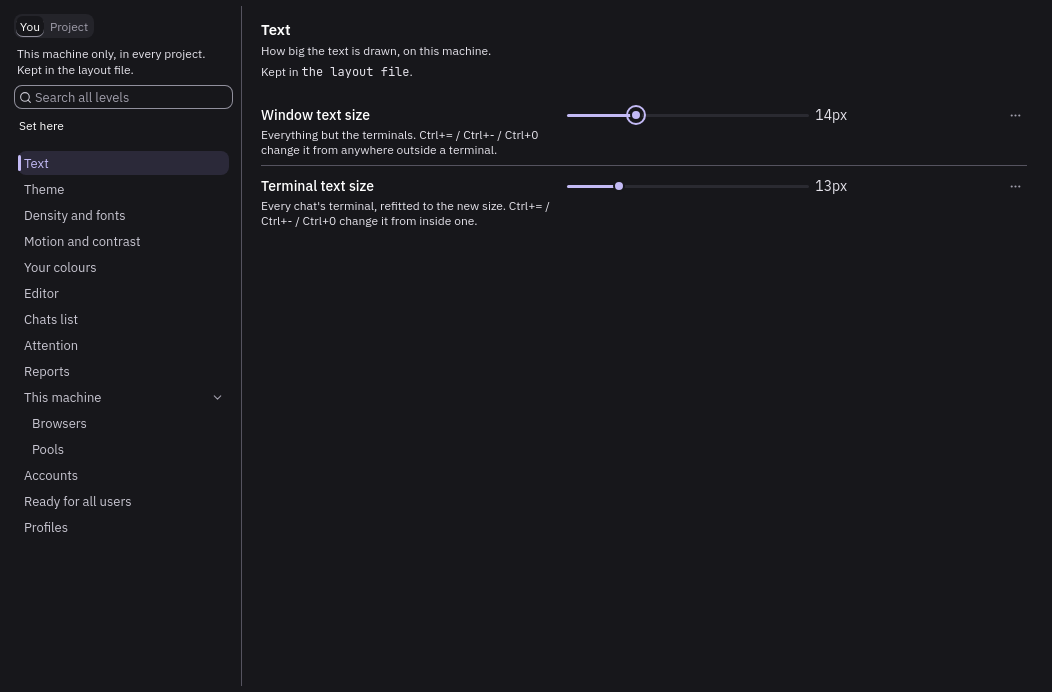 You Project
This machine only, in every project.
Kept in the layout file.
Search all levels
Set here
Text
Theme
Density and fonts
Motion and contrast
Your colours
Editor
Chats list
Attention
Reports
This machine
Browsers
Pools
Accounts
Ready for all users
Profiles
Text
How big the text is drawn, on this machine.
Kept in the layout file.
Window text size
14px
Everything but the terminals. Ctrl+= / Ctrl+- / Ctrl+0
change it from anywhere outside a terminal.
Terminal text size
13px
Every chat's terminal, refitted to the new size. Ctrl+= /
Ctrl+- / Ctrl+0 change it from inside one.